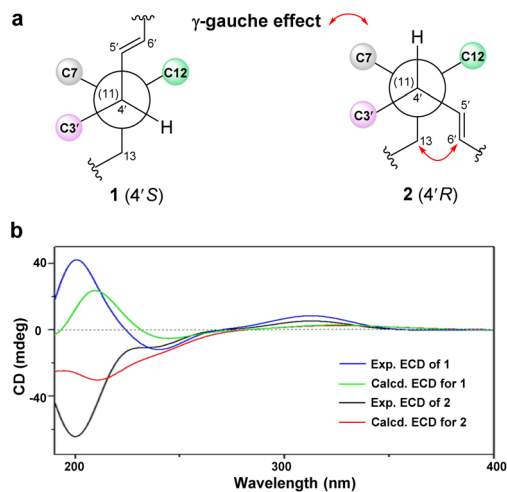 a
γ-gauche effect
5′ 6′
C7 C12
(11)
4′
C3′ H
13
1 (4′S)
H
C7 C12
(11)
4′ 5′
C3′
13 6′
2 (4′R)
b
CD (mdeg)
40
0
-40
Exp. ECD of 1
Calcd. ECD for 1
Exp. ECD of 2
Calcd. ECD for 2
200 300 400
Wavelength (nm)